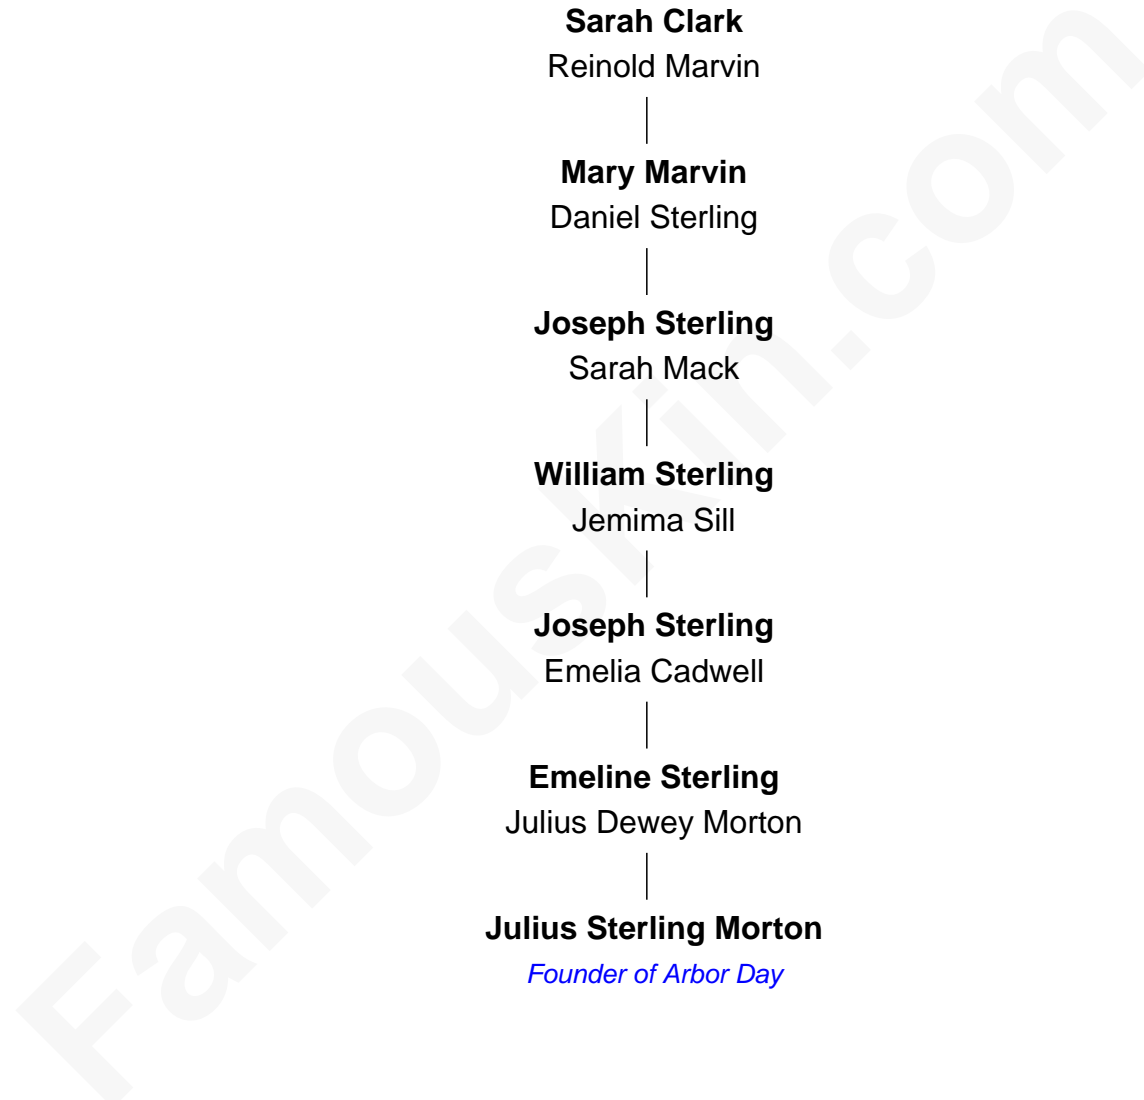 Sarah Clark
Reinold Marvin
Mary Marvin
Daniel Sterling
Joseph Sterling
Sarah Mack
William Sterling
Jemima Sill
Joseph Sterling
Emelia Cadwell
Emeline Sterling
Julius Dewey Morton
Julius Sterling Morton
Founder of Arbor Day
FamousKin.com